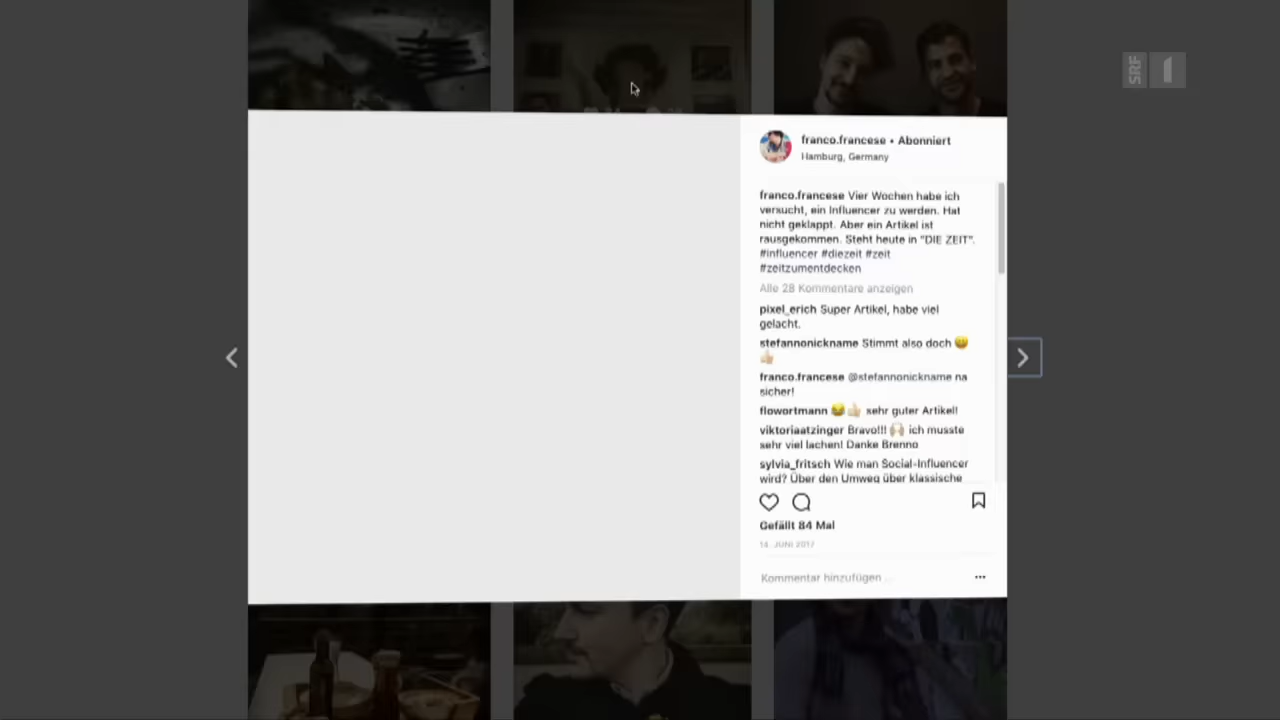 SRF 1
franco.francese • Abonniert
Hamburg, Germany
franco.francese Vier Wochen habe ich
versucht, ein Influencer zu werden. Hat
nicht geklappt. Aber ein Artikel ist
rausgekommen. Steht heute in "DIE ZEIT".
#influencer #diezeit #zeit
#zeitzumentdecken
Alle 28 Kommentare anzeigen
pixel_erich Super Artikel, habe viel
gelacht.
stefannonickname Stimmt also doch 😄
👍🏼
franco.francese @stefannonickname na
sicher!
flowortmann 😂👍🏼 sehr guter Artikel!
viktoriaatzinger Bravo!!! 🙌🏼 ich musste
sehr viel lachen! Danke Brenno
sylvia_fritsch Wie man Social-Influencer
wird? Über den Umweg über klassische
Gefällt 84 Mal
14. JUNI 2017
Kommentar hinzufügen ...